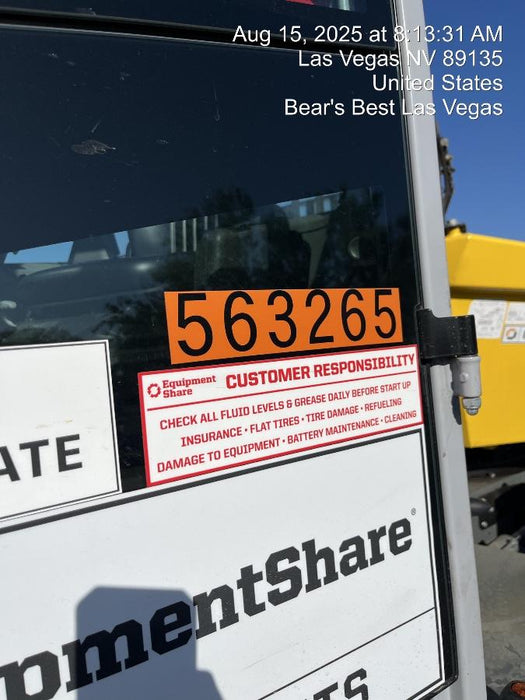 Aug 15, 2025 at 8:13:31 AM
Las Vegas NV 89135
United States
Bear's Best Las Vegas
563265
Equipment
Share
CUSTOMER RESPONSIBILITY
CHECK ALL FLUID LEVELS & GREASE DAILY BEFORE START UP
INSURANCE • FLAT TIRES • TIRE DAMAGE • REFUELING
DAMAGE TO EQUIPMENT • BATTERY MAINTENANCE • CLEANING
ATE
pmentShare®